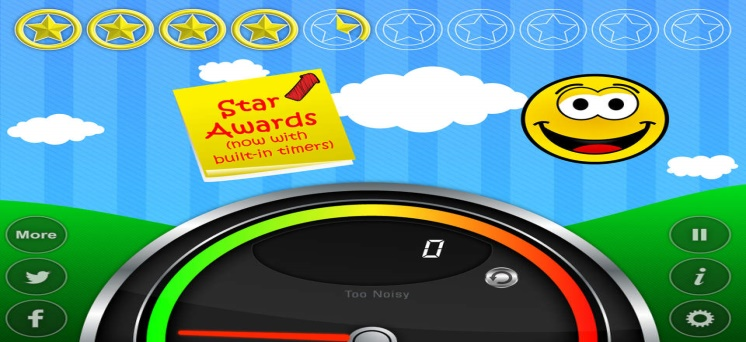 Star
Awards
(now with
built-in timers)
More
0
Too Noisy